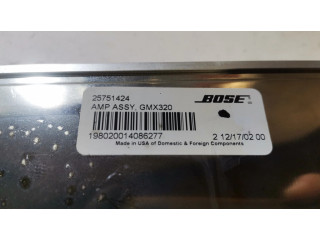 25751424
AMP ASSY, GMX320
BOSE
198020014086277
2 12/17/02 00
Made in USA of Domestic & Foreign Components